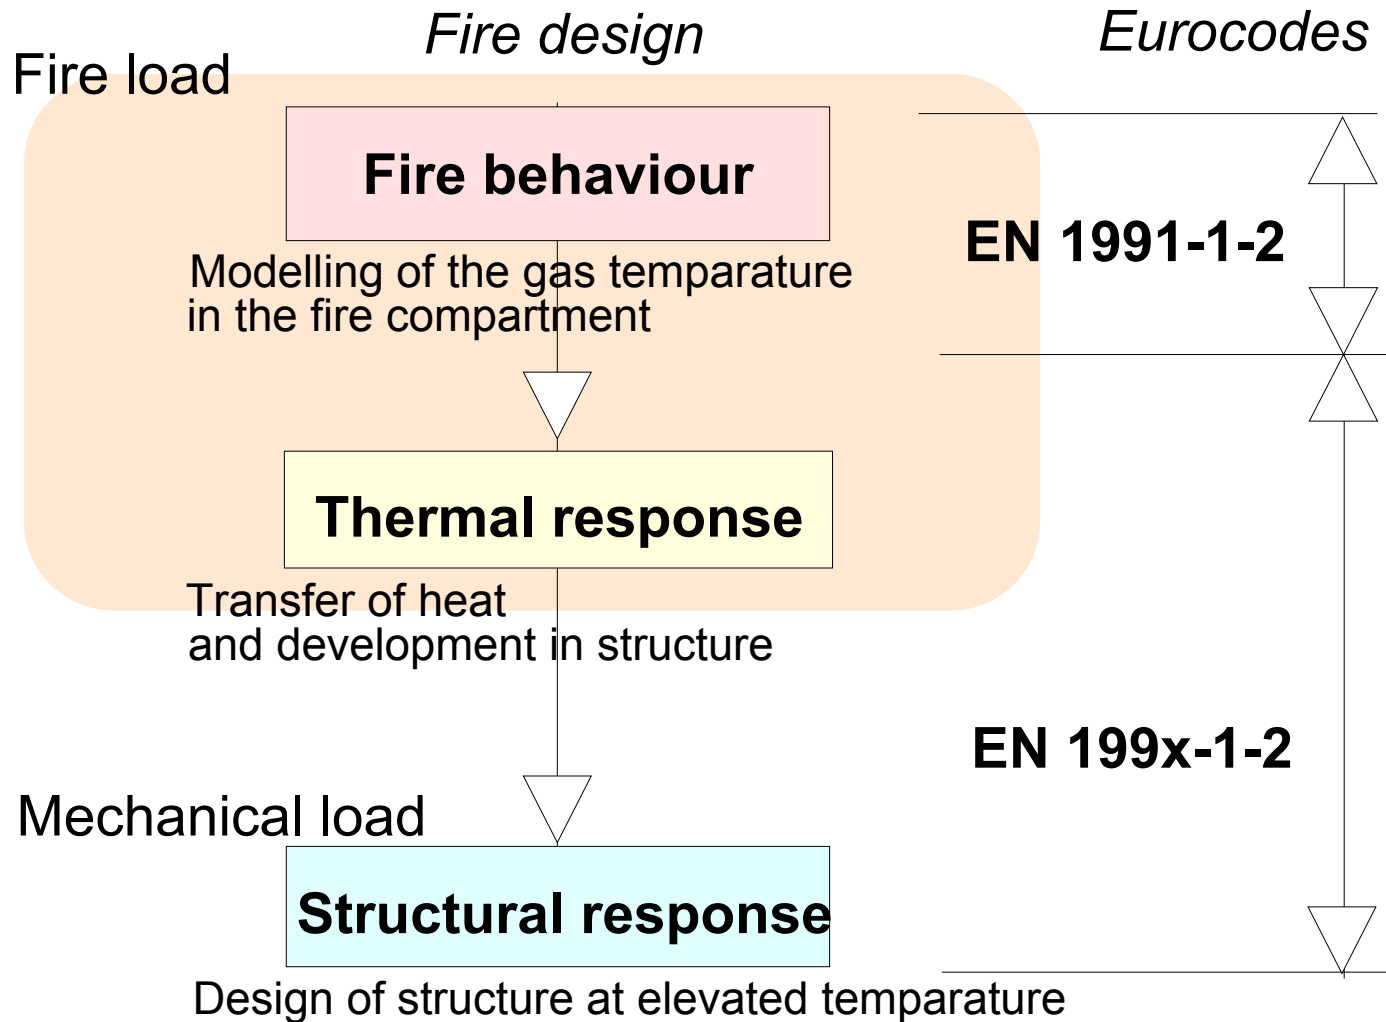 Fire design
Eurocodes
Fire load
Fire behaviour
Modelling of the gas temparature
in the fire compartment
EN 1991-1-2
Thermal response
Transfer of heat
and development in structure
EN 199x-1-2
Mechanical load
Structural response
Design of structure at elevated temparature